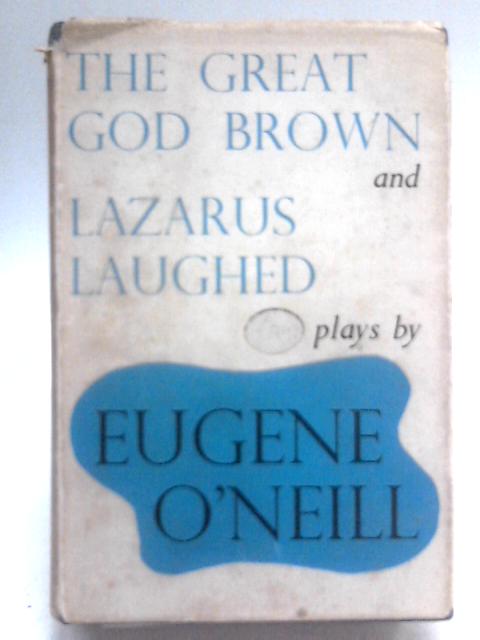 THE GREAT
GOD BROWN
and
LAZARUS
LAUGHED
plays by
EUGENE
O'NEILL